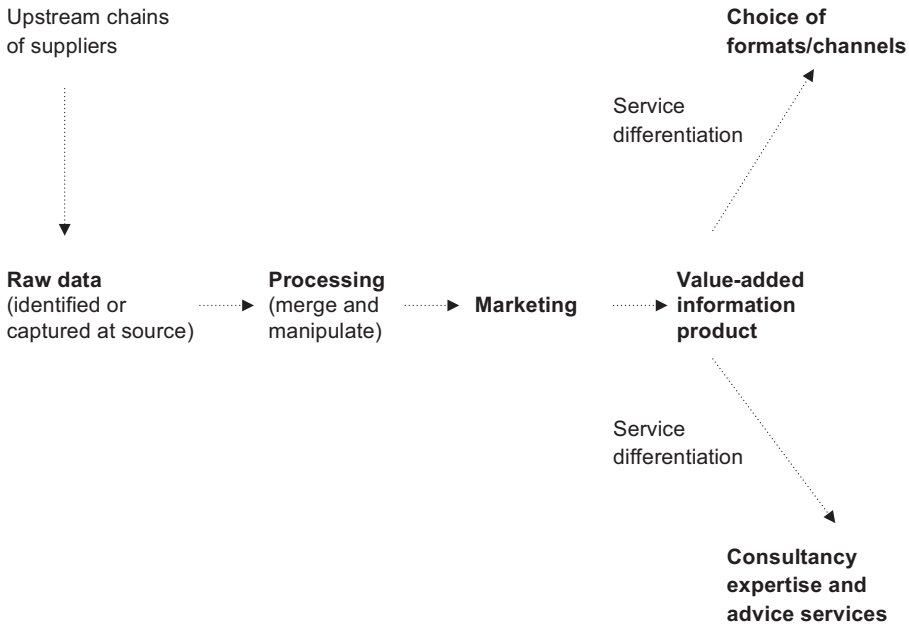 Upstream chains
of suppliers
Choice of
formats/channels
Service
differentiation
Raw data
(identified or
captured at source)
Processing
(merge and
manipulate)
Marketing
Value-added
information
product
Service
differentiation
Consultancy
expertise and
advice services